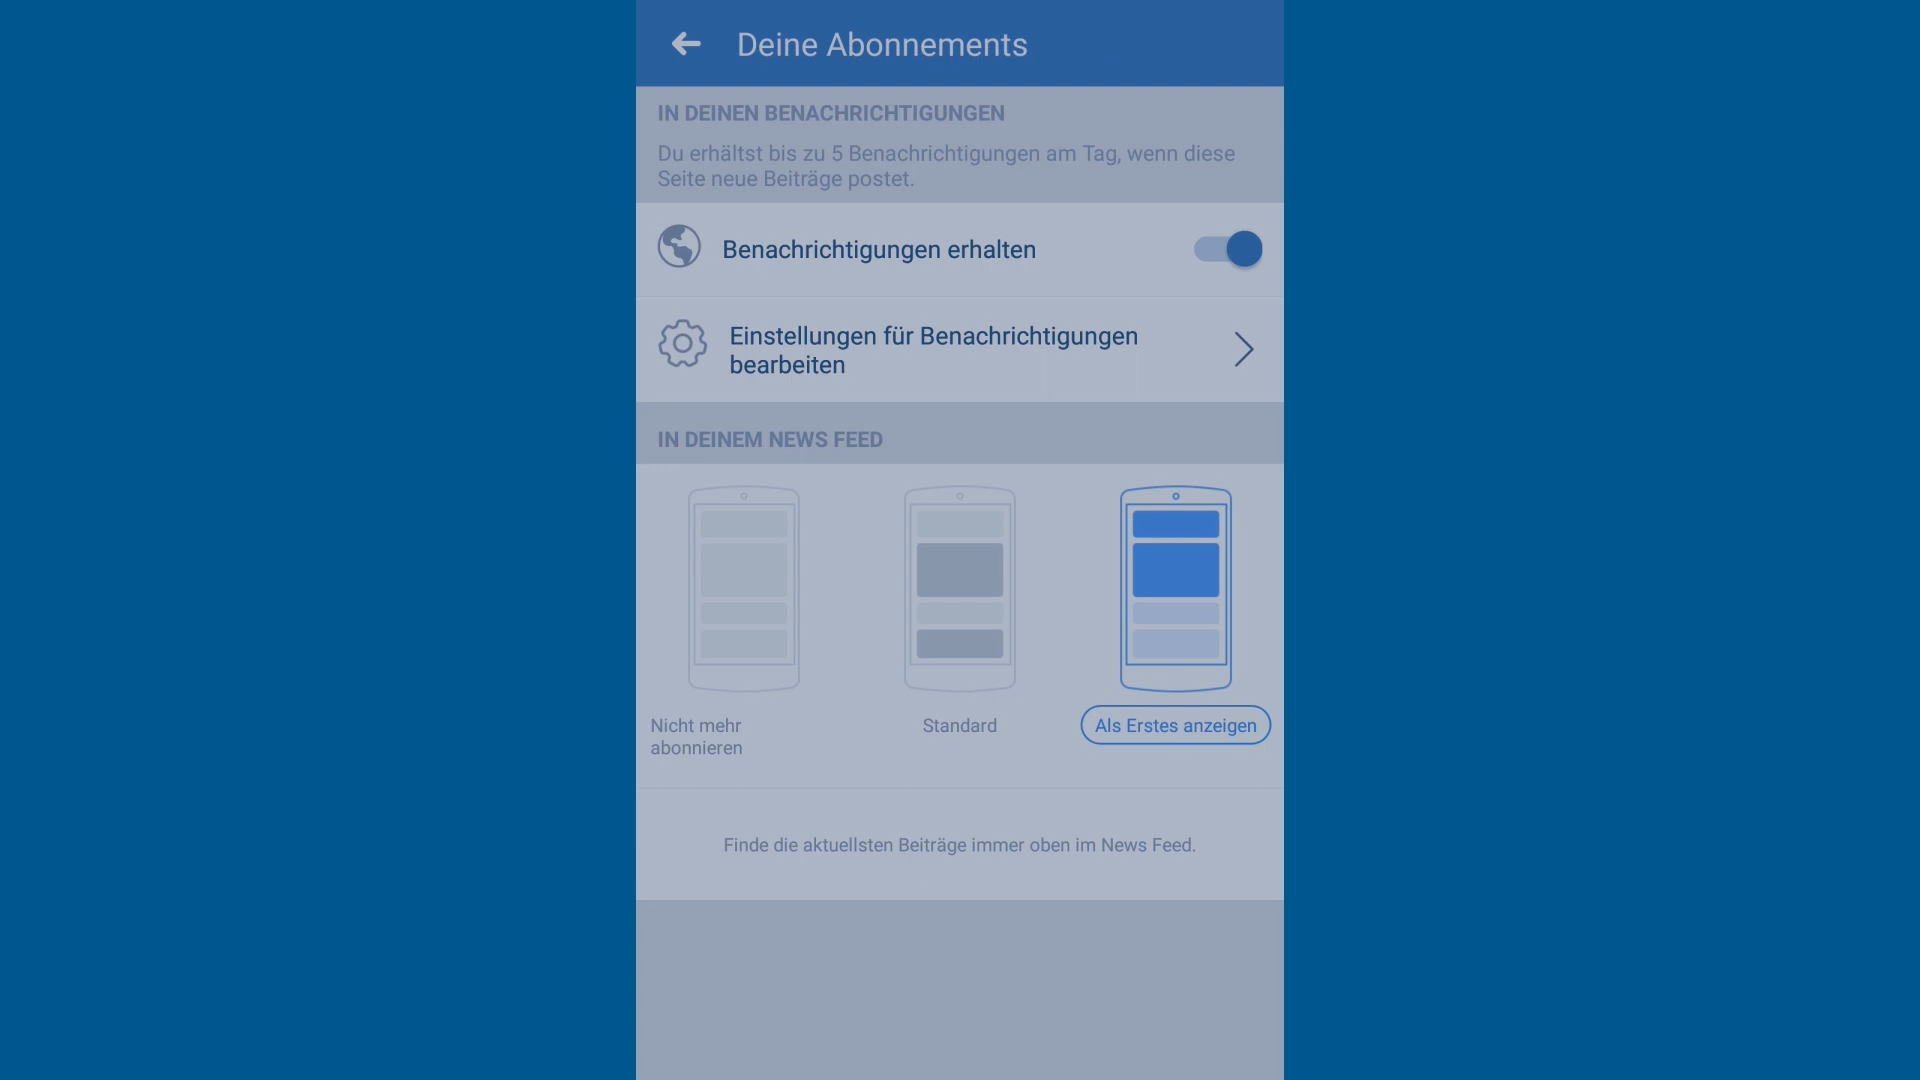 Deine Abonnements
IN DEINEN BENACHRICHTIGUNGEN
Du erhältst bis zu 5 Benachrichtigungen am Tag, wenn diese
Seite neue Beiträge postet.
Benachrichtigungen erhalten
Einstellungen für Benachrichtigungen
bearbeiten
IN DEINEM NEWS FEED
Nicht mehr
abonnieren
Standard
Als Erstes anzeigen
Finde die aktuellsten Beiträge immer oben im News Feed.